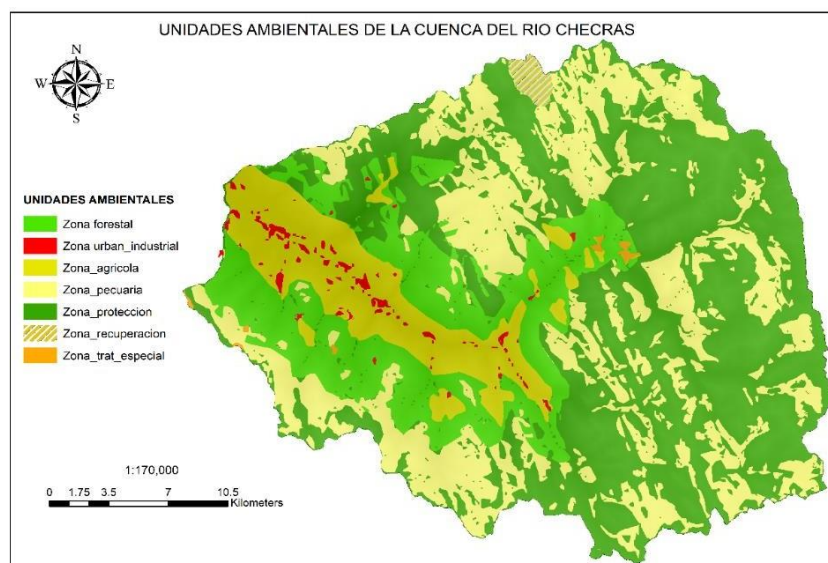 UNIDADES AMBIENTALES DE LA CUENCA DEL RIO CHECRAS
N
W E
S
UNIDADES AMBIENTALES
Zona forestal
Zona urban_industrial
Zona_agricola
Zona_pecuaria
Zona_proteccion
Zona_recuperacion
Zona_trat_especial
1:170,000
0 1.75 3.5 7 10.5
Kilometers